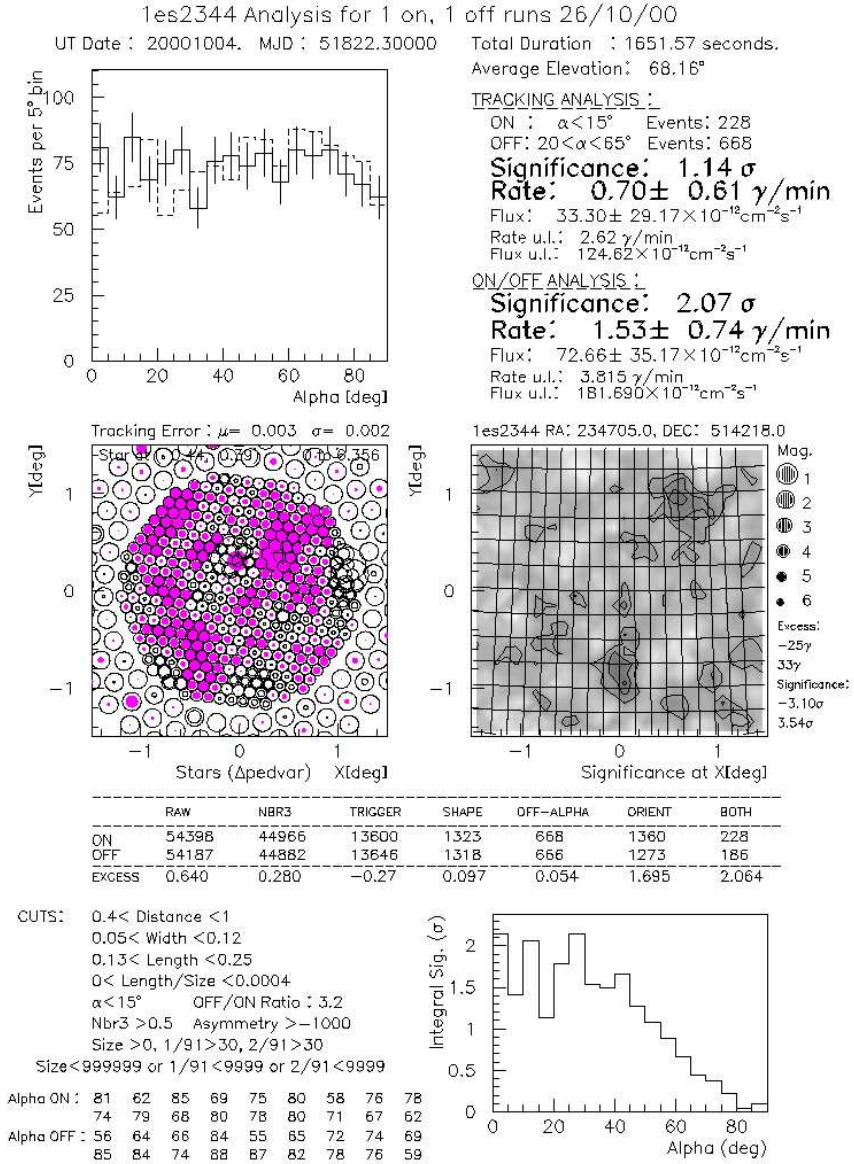 1es2344 Analysis for 1 on, 1 off runs 26/10/00
UT Date : 20001004. MJD : 51822.30000
Total Duration : 1651.57 seconds.
Average Elevation: 68.16°
TRACKING ANALYSIS :
ON : α<15° Events: 228
OFF: 20<α<65° Events: 668
Significance: 1.14 σ
Rate: 0.70± 0.61 γ/min
Flux: 33.30± 29.17×10⁻¹²cm⁻²s⁻¹
Rate u.l.: 2.62 γ/min
Flux u.l.: 124.62×10⁻¹²cm⁻²s⁻¹
ON/OFF ANALYSIS :
Significance: 2.07 σ
Rate: 1.53± 0.74 γ/min
Flux: 72.66± 35.17×10⁻¹²cm⁻²s⁻¹
Rate u.l.: 3.815 γ/min
Flux u.l.: 181.690×10⁻¹²cm⁻²s⁻¹
Events per 5° bin
100
75
50
25
0
0 20 40 60 80
Alpha [deg]
Tracking Error : μ= 0.003 σ= 0.002
Star at
Y[deg]
1
0
−1
−1 0 1
Stars (Δpedvar) X[deg]
1es2344 RA: 234705.0, DEC: 514218.0
Y[deg]
1
0
−1
−1 0 1
Significance at X[deg]
Mag.
1
2
3
4
5
6
Excess:
−25γ
33γ
Significance:
−3.10σ
3.54σ
RAW NBR3 TRIGGER SHAPE OFF−ALPHA ORIENT BOTH
ON 54398 44966 13600 1323 668 1360 228
OFF 54187 44882 13646 1318 666 1273 186
EXCESS 0.640 0.280 −0.27 0.097 0.054 1.695 2.064
CUTS: 0.4< Distance <1
0.05< Width <0.12
0.13< Length <0.25
0< Length/Size <0.0004
α<15° OFF/ON Ratio : 3.2
Nbr3 >0.5 Asymmetry >−1000
Size >0, 1/91>30, 2/91>30
Size<999999 or 1/91<9999 or 2/91<9999
Alpha ON : 81 62 85 69 75 80 58 76 78
74 79 68 80 78 80 71 67 62
Alpha OFF : 56 64 66 84 55 65 72 74 69
85 84 74 88 87 82 78 76 59
Integral Sig. (σ)
2
1.5
1
0.5
0
0 20 40 60 80
Alpha (deg)